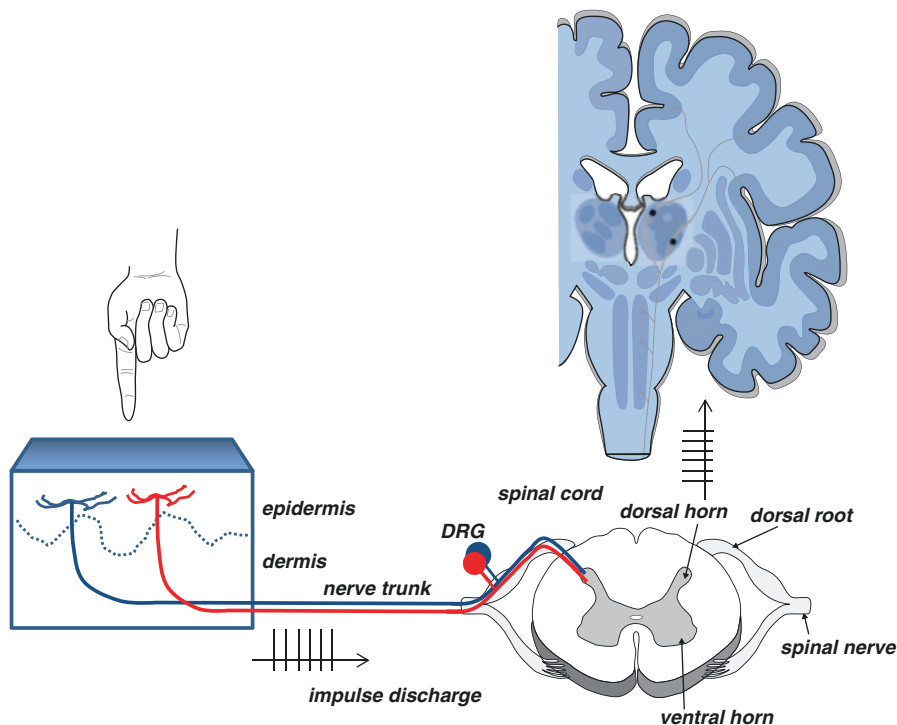 spinal cord
epidermis
dorsal horn
dorsal root
DRG
dermis
nerve trunk
spinal nerve
impulse discharge
ventral horn